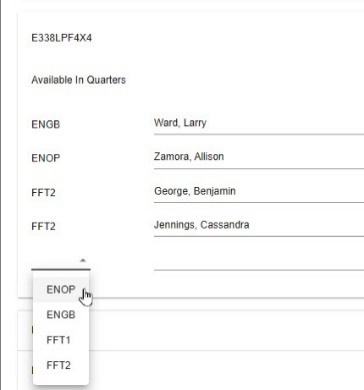 E338LPF4X4
Available In Quarters
ENGB Ward, Larry
ENOP Zamora, Allison
FFT2 George, Benjamin
FFT2 Jennings, Cassandra
ENOP
ENGB
FFT1
FFT2